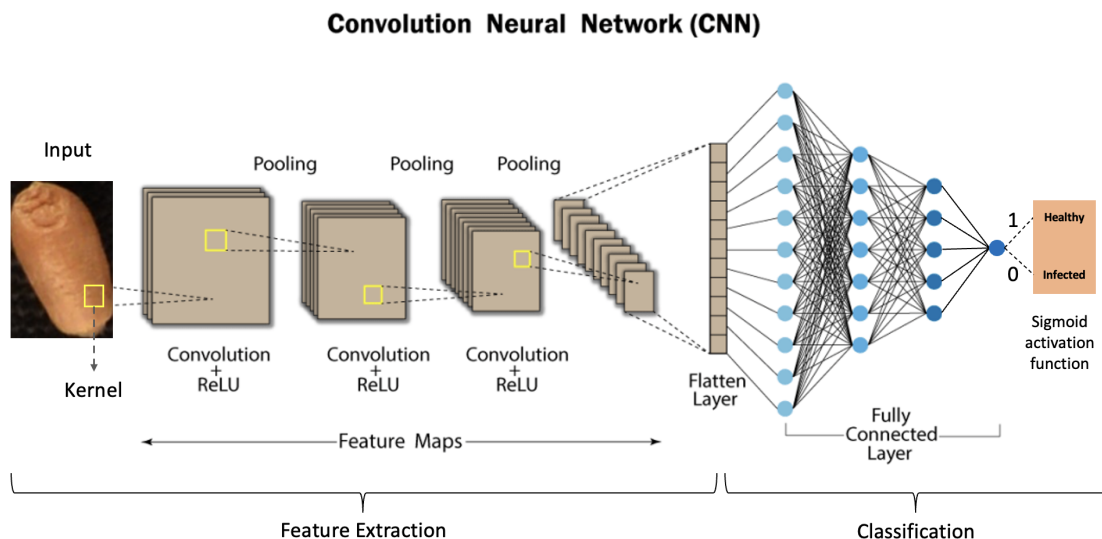 Convolution Neural Network (CNN)
Input
Pooling
Pooling
Pooling
Kernel
Convolution
+
ReLU
Convolution
+
ReLU
Convolution
+
ReLU
Feature Maps
Flatten
Layer
Fully
Connected
Layer
1
Healthy
0
Infected
Sigmoid
activation
function
Feature Extraction
Classification